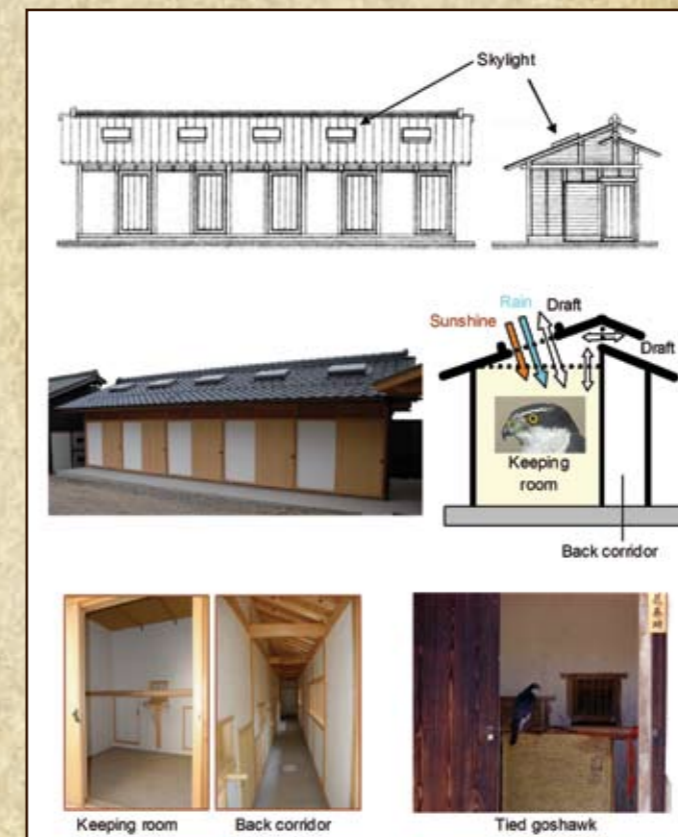 Skylight
Rain
Draft
Sunshine
Draft
Keeping
room
Back corridor
Keeping room
Back corridor
Tied goshawk